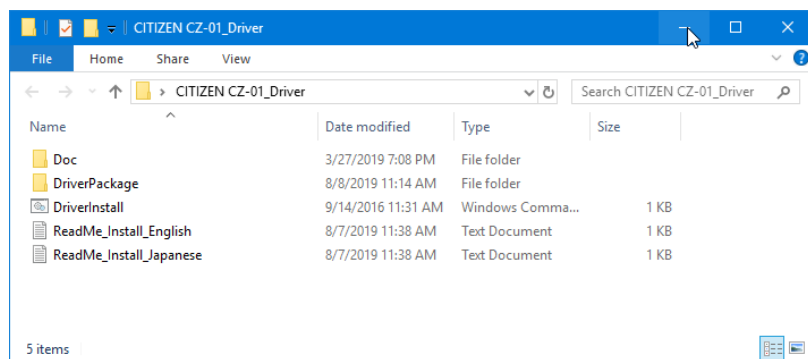 CITIZEN CZ-01_Driver
File Home Share View
CITIZEN CZ-01_Driver Search CITIZEN CZ-01_Driver
Name Date modified Type Size
Doc 3/27/2019 7:08 PM File folder
DriverPackage 8/8/2019 11:14 AM File folder
DriverInstall 9/14/2016 11:31 AM Windows Comma... 1 KB
ReadMe_Install_English 8/7/2019 11:38 AM Text Document 1 KB
ReadMe_Install_Japanese 8/7/2019 11:38 AM Text Document 1 KB
5 items